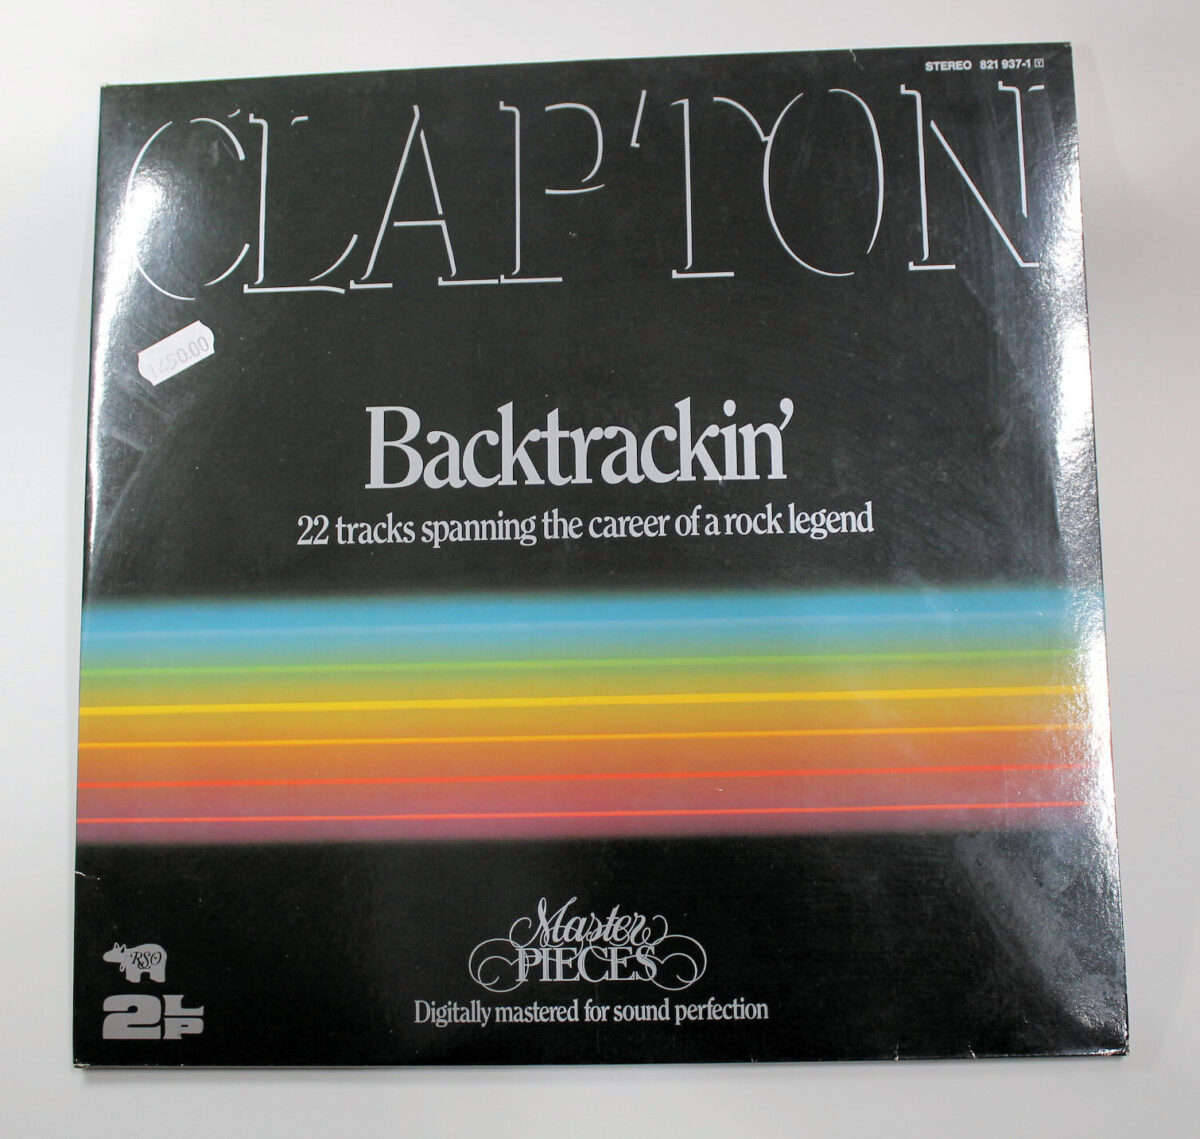 STEREO 821 937-1 Y
CLAPTON
Backtrackin'
22 tracks spanning the career of a rock legend
Master
PIECES
Digitally mastered for sound perfection
RSO
2LP